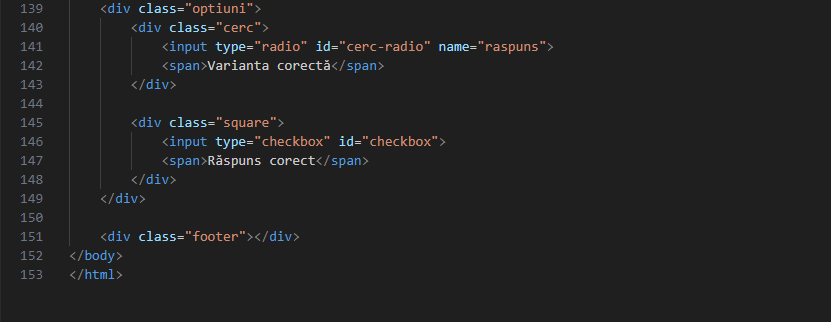 139 <div class="optiuni">
140 <div class="cerc">
141 <input type="radio" id="cerc-radio" name="raspuns">
142 <span>Varianta corectă</span>
143 </div>
144
145 <div class="square">
146 <input type="checkbox" id="checkbox">
147 <span>Răspuns corect</span>
148 </div>
149 </div>
150
151 <div class="footer"></div>
152 </body>
153 </html>